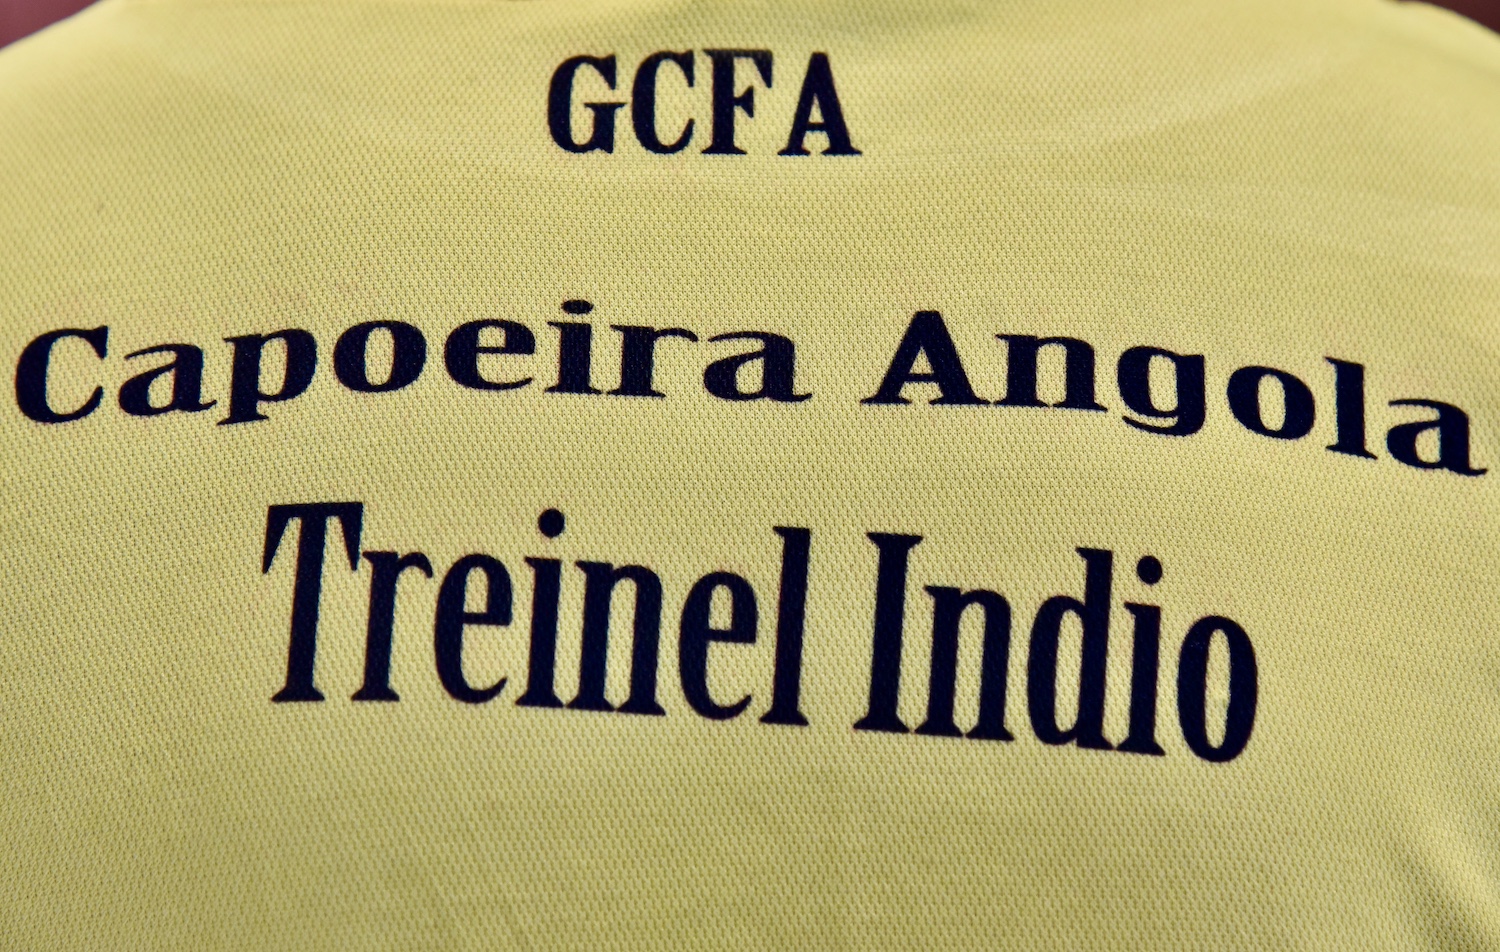 GCFA
Capoeira Angola
Treinel Indio